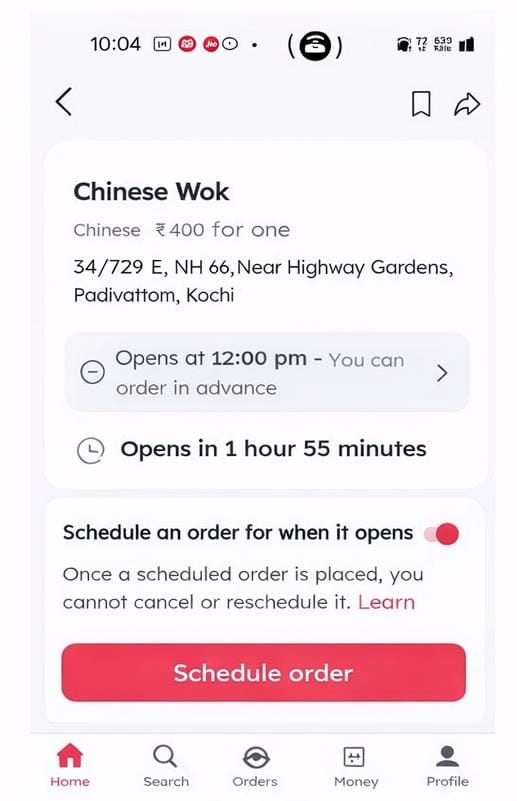 10:04
Chinese Wok
Chinese ₹400 for one
34/729 E, NH 66,Near Highway Gardens,
Padivattom, Kochi
Opens at 12:00 pm - You can
order in advance
Opens in 1 hour 55 minutes
Schedule an order for when it opens
Once a scheduled order is placed, you
cannot cancel or reschedule it. Learn
Schedule order
Home Search Orders Money Profile